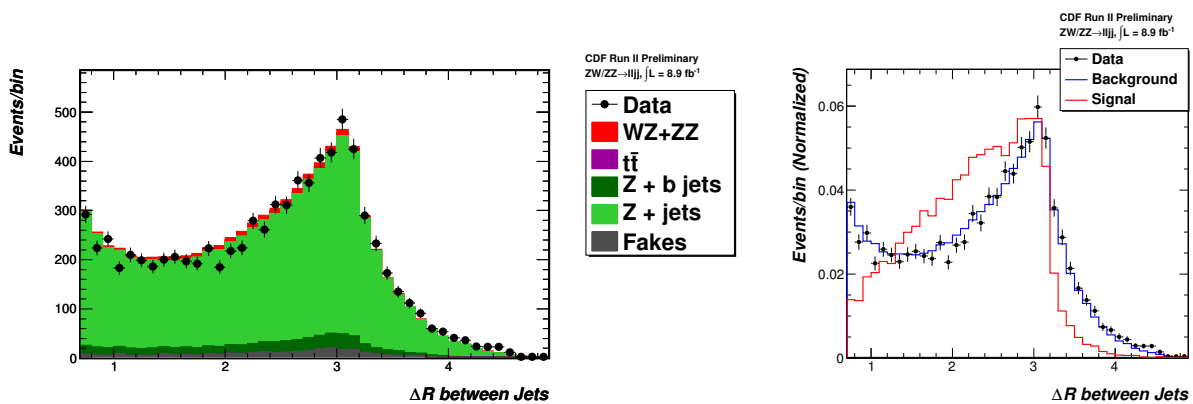 CDF Run II Preliminary
ZW/ZZ→lljj, ∫L = 8.9 fb⁻¹
Events/bin
500
400
300
200
100
0
1
2
3
4
ΔR between Jets
Data
WZ+ZZ
tt̄
Z + b jets
Z + jets
Fakes
CDF Run II Preliminary
ZW/ZZ→lljj, ∫L = 8.9 fb⁻¹
Data
Background
Signal
Events/bin (Normalized)
0.06
0.04
0.02
0.00
1
2
3
4
ΔR between Jets